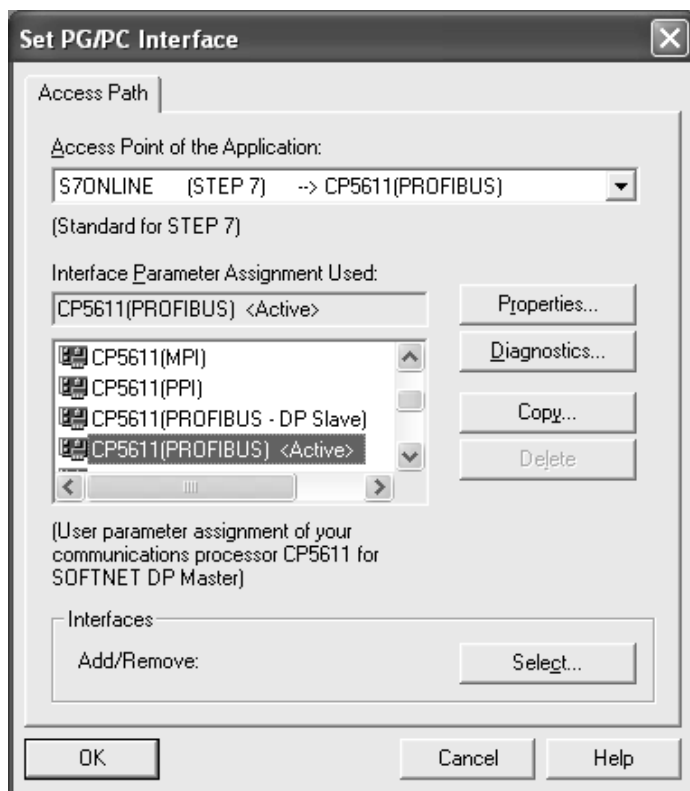 Set PG/PC Interface
Access Path
Access Point of the Application:
S7ONLINE (STEP 7) --> CP5611(PROFIBUS)
(Standard for STEP 7)
Interface Parameter Assignment Used:
CP5611(PROFIBUS) <Active>
Properties...
CP5611(MPI)
Diagnostics...
CP5611(PPI)
CP5611(PROFIBUS - DP Slave)
Copy...
CP5611(PROFIBUS) <Active>
Delete
(User parameter assignment of your
communications processor CP5611 for
SOFTNET DP Master)
Interfaces
Add/Remove:
Select...
OK
Cancel
Help